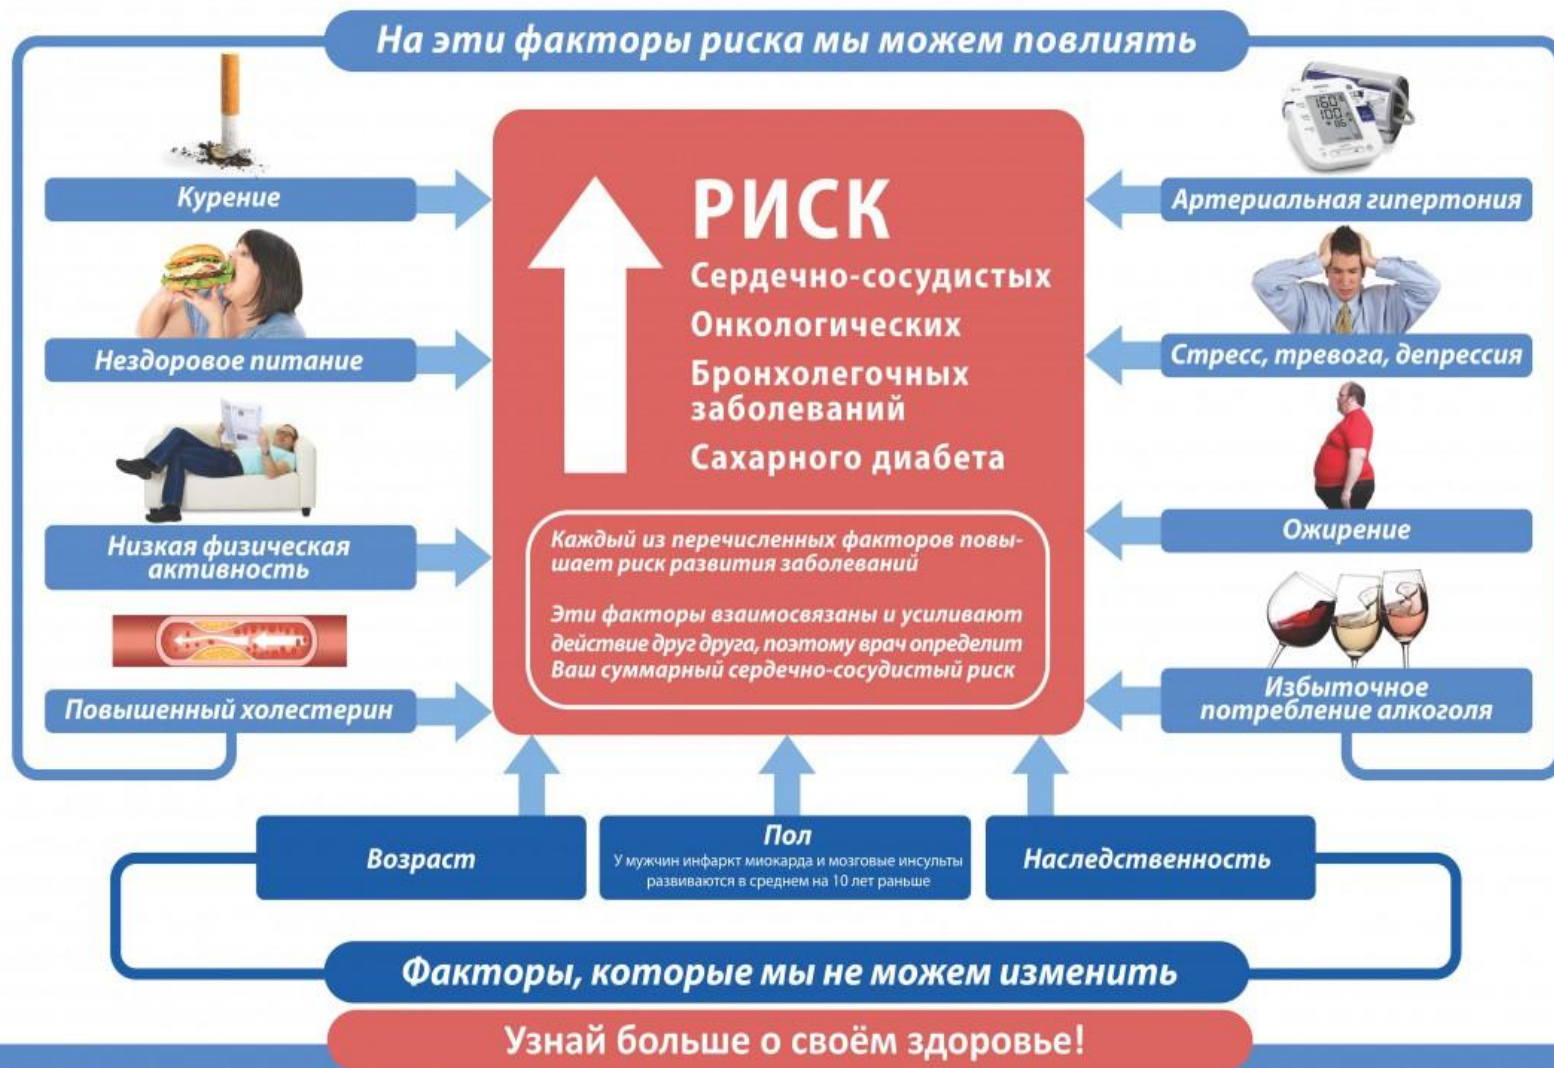 На эти факторы риска мы можем повлиять
Курение
Нездоровое питание
Низкая физическая
активность
Повышенный холестерин
РИСК
Сердечно-сосудистых
Онкологических
Бронхолегочных
заболеваний
Сахарного диабета
Каждый из перечисленных факторов повы-
шает риск развития заболеваний
Эти факторы взаимосвязаны и усиливают
действие друг друга, поэтому врач определит
Ваш суммарный сердечно-сосудистый риск
160
100
116
Артериальная гипертония
Стресс, тревога, депрессия
Ожирение
Избыточное
потребление алкоголя
Возраст
Пол
У мужчин инфаркт миокарда и мозговые инсульты
развиваются в среднем на 10 лет раньше
Наследственность
Факторы, которые мы не можем изменить
Узнай больше о своём здоровье!